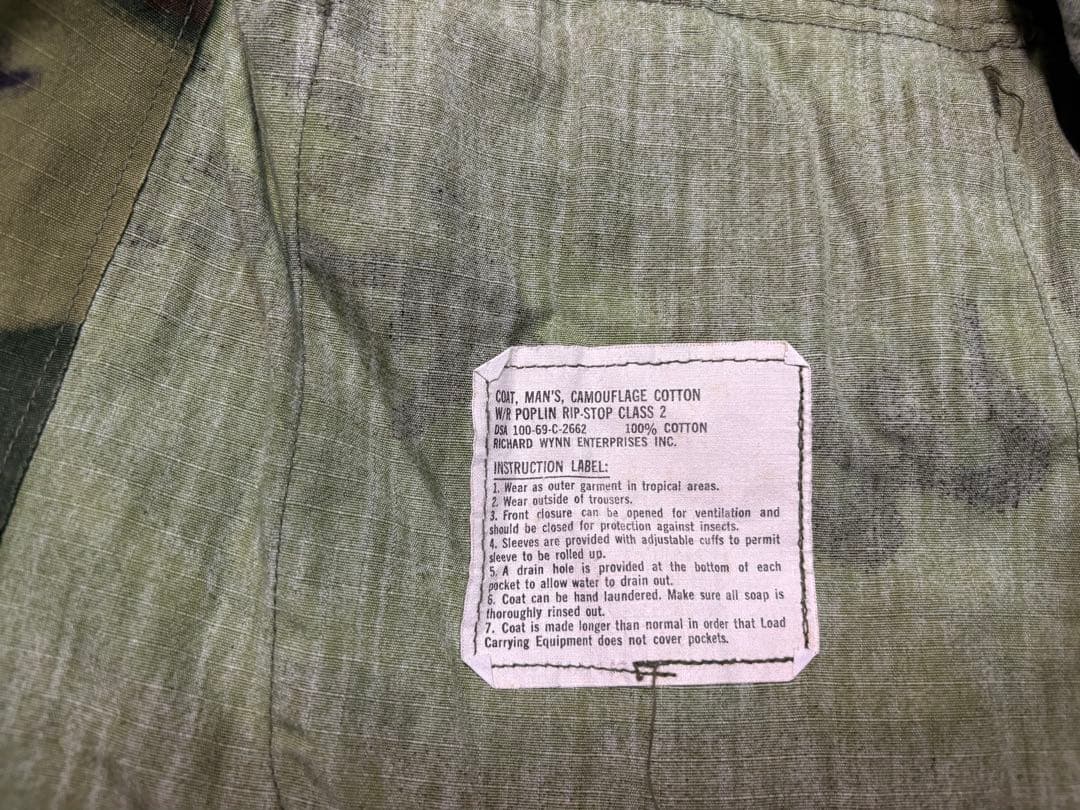 COAT, MAN'S, CAMOUFLAGE COTTON
W/R POPLIN RIP-STOP CLASS 2
DSA 100-69-C-2662 100% COTTON
RICHARD WYNN ENTERPRISES INC.
INSTRUCTION LABEL:
1. Wear as outer garment in tropical areas.
2. Wear outside of trousers.
3. Front closure can be opened for ventilation and
should be closed for protection against insects.
4. Sleeves are provided with adjustable cuffs to permit
sleeve to be rolled up.
5. A drain hole is provided at the bottom of each
pocket to allow water to drain out.
6. Coat can be hand laundered. Make sure all soap is
thoroughly rinsed out.
7. Coat is made longer than normal in order that Load
Carrying Equipment does not cover pockets.